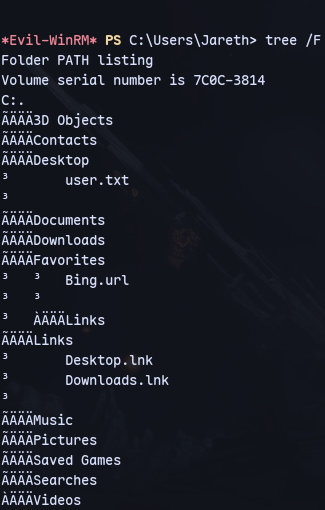 *Evil-WinRM* PS C:\Users\Jareth> tree /F
Folder PATH listing
Volume serial number is 7C0C-3814
C:.
ÃÄÄÄ3D Objects
ÃÄÄÄContacts
ÃÄÄÄDesktop
³       user.txt
³
ÃÄÄÄDocuments
ÃÄÄÄDownloads
ÃÄÄÄFavorites
³   ³   Bing.url
³   ³
³   ÀÄÄÄLinks
ÃÄÄÄLinks
³       Desktop.lnk
³       Downloads.lnk
³
ÃÄÄÄMusic
ÃÄÄÄPictures
ÃÄÄÄSaved Games
ÃÄÄÄSearches
ÀÄÄÄVideos